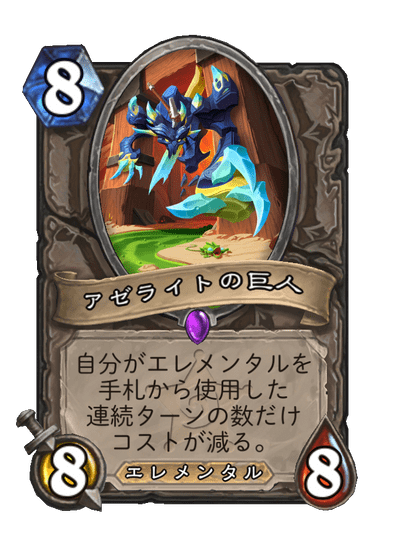 8
アゼライトの巨人
自分がエレメンタルを
手札から使用した
連続ターンの数だけ
コストが減る。
8
エレメンタル
8